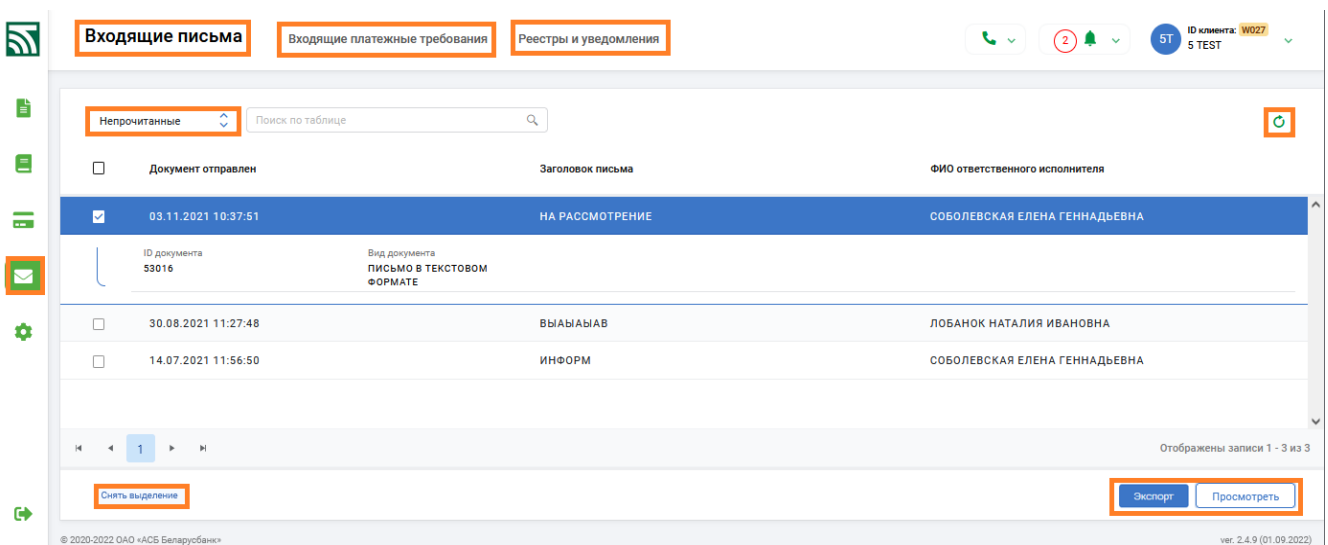 Входящие письма
Входящие платежные требования
Реестры и уведомления
2
5T
ID клиента: W027
5 TEST
Непрочитанные
Поиск по таблице
Документ отправлен Заголовок письма ФИО ответственного исполнителя
03.11.2021 10:37:51 НА РАССМОТРЕНИЕ СОБОЛЕВСКАЯ ЕЛЕНА ГЕННАДЬЕВНА
ID документа Вид документа
53016 ПИСЬМО В ТЕКСТОВОМ
ФОРМАТЕ
30.08.2021 11:27:48 ВЫАЫАЫАВ ЛОБАНОК НАТАЛИЯ ИВАНОВНА
14.07.2021 11:56:50 ИНФОРМ СОБОЛЕВСКАЯ ЕЛЕНА ГЕННАДЬЕВНА
1
Отображены записи 1 - 3 из 3
Снять выделение
Экспорт
Просмотреть
© 2020-2022 ОАО «АСБ Беларусбанк» ver. 2.4.9 (01.09.2022)